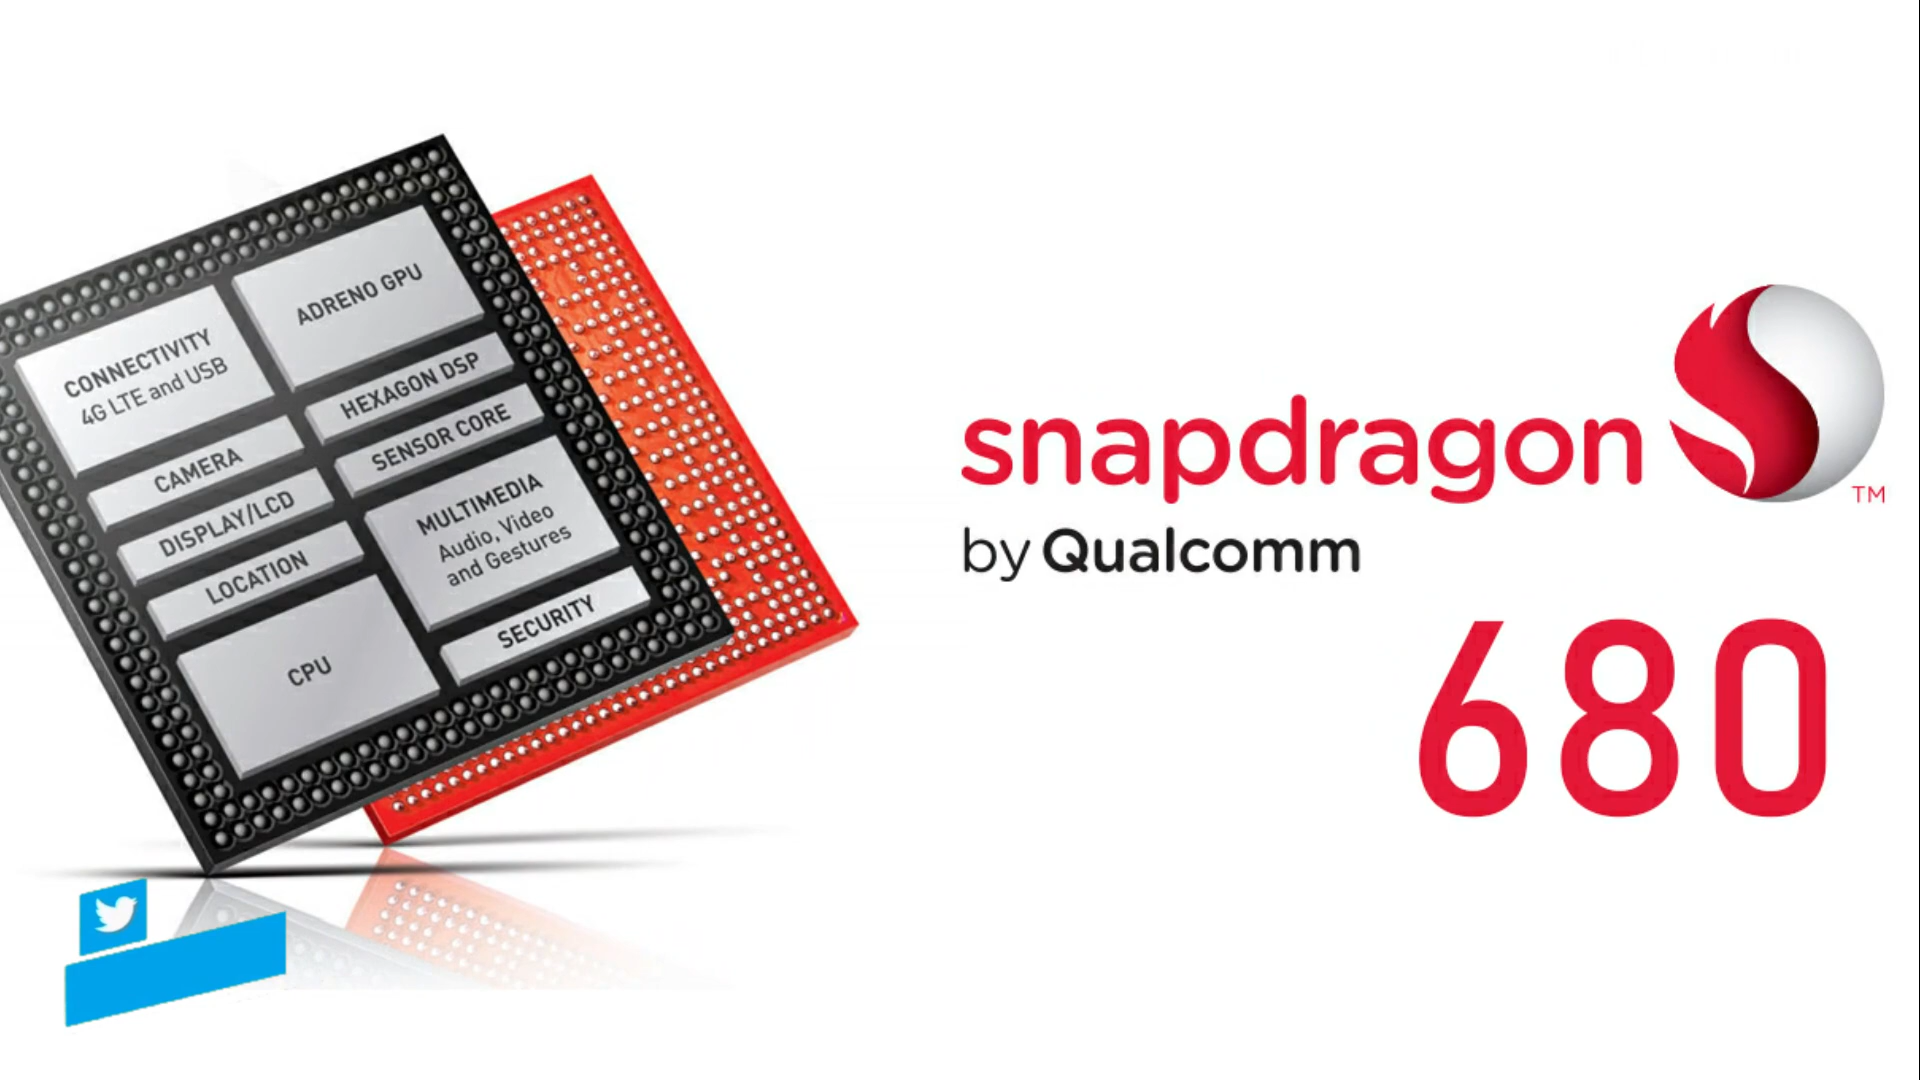 ADRENO GPU
CONNECTIVITY
4G LTE and USB
HEXAGON DSP
SENSOR CORE
CAMERA
DISPLAY/LCD
LOCATION
MULTIMEDIA
Audio, Video
and Gestures
CPU
SECURITY
snapdragon
TM
by Qualcomm
680